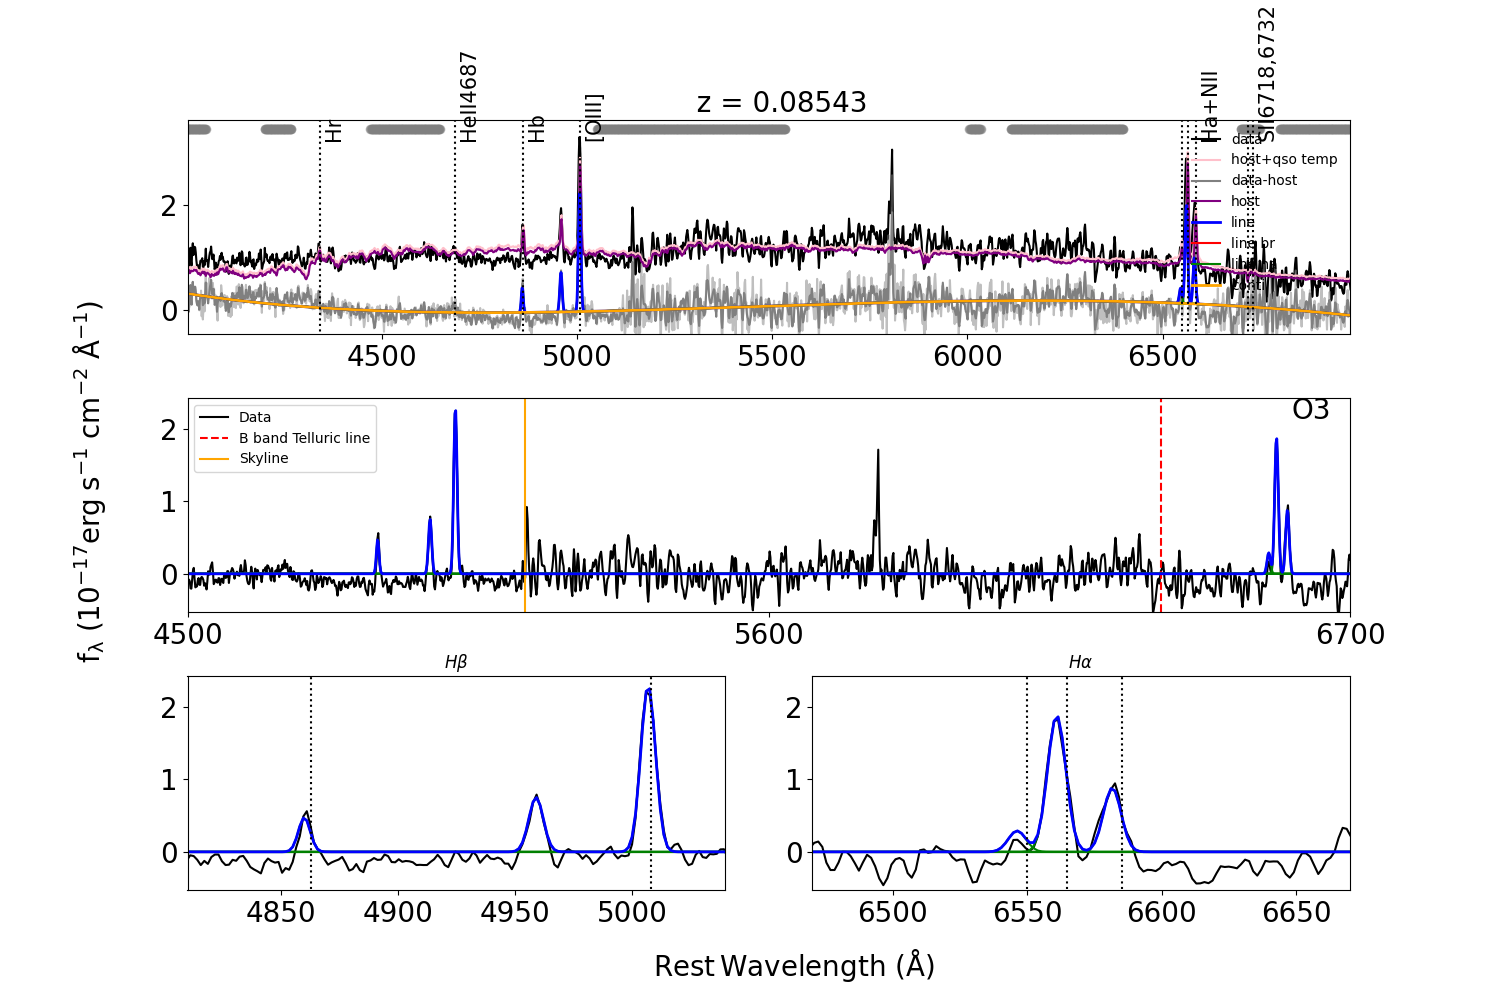 z = 0.08543
Hr
HeII4687
Hb
[OIII]
Ha+NII
SII6718,6732
data
host+qso temp
data-host
host
line
line br
conti
2
0
4500
5000
5500
6000
6500
O3
Data
B band Telluric line
Skyline
2
1
0
4500
5600
6700
fλ (10⁻¹⁷erg s⁻¹ cm⁻² Å⁻¹)
Hβ
2
1
0
4850
4900
4950
5000
Hα
2
1
0
6500
6550
6600
6650
Rest Wavelength (Å)